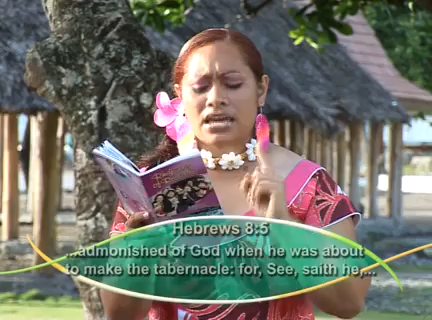 Hebrews 8:5
...admonished of God when he was about
to make the tabernacle: for, See, saith he,...